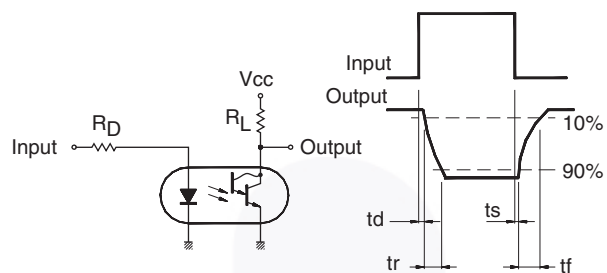 Input
Output
Vcc
RD
RL
Input
Output
10%
90%
td
ts
tr
tf